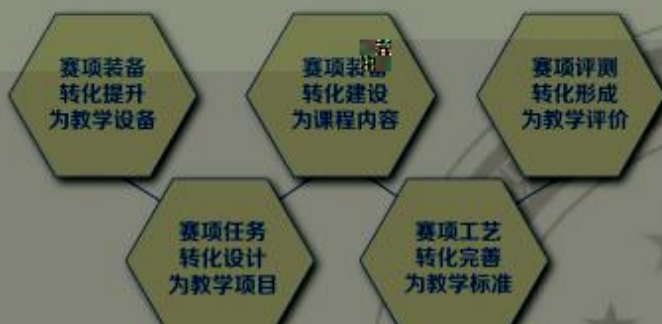 赛项装备
转化提升
为教学设备
赛项装
转化建设
为课程内容
赛项评测
转化形成
为教学评价
赛项任务
转化设计
为教学项目
赛项工艺
转化完善
为教学标准